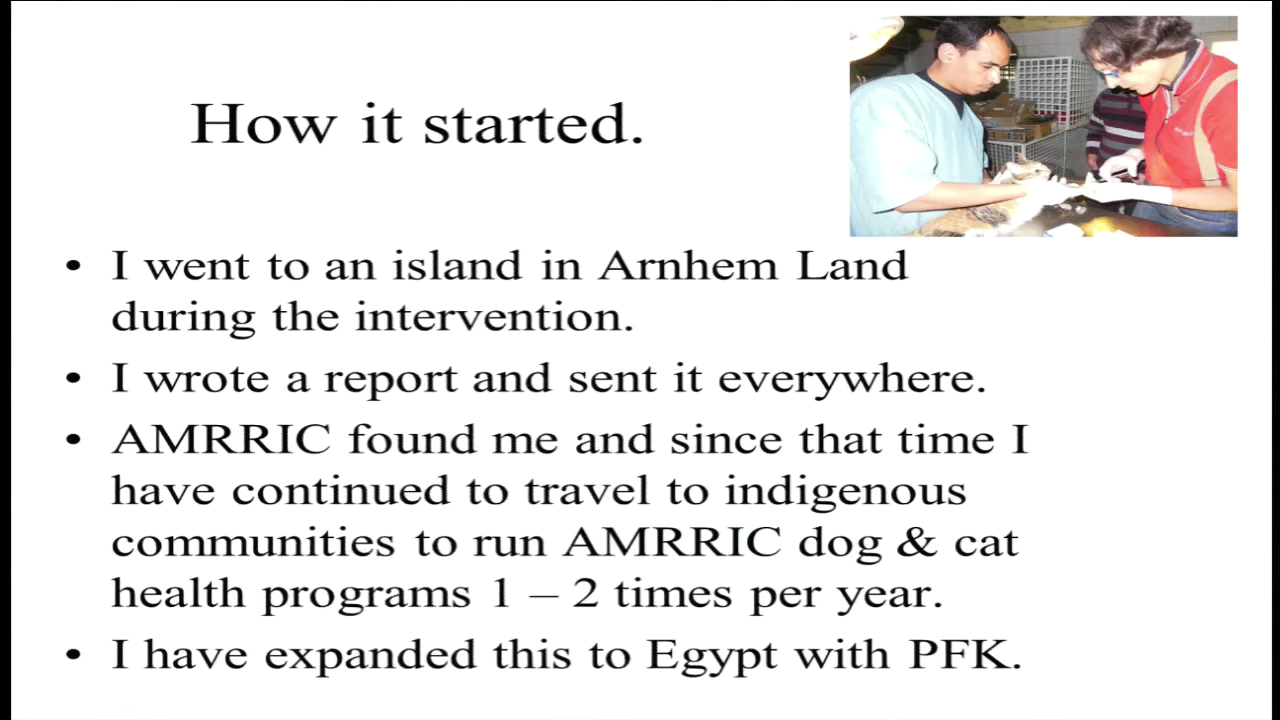 How it started.
• I went to an island in Arnhem Land
during the intervention.
• I wrote a report and sent it everywhere.
• AMRRIC found me and since that time I
have continued to travel to indigenous
communities to run AMRRIC dog & cat
health programs 1 – 2 times per year.
• I have expanded this to Egypt with PFK.